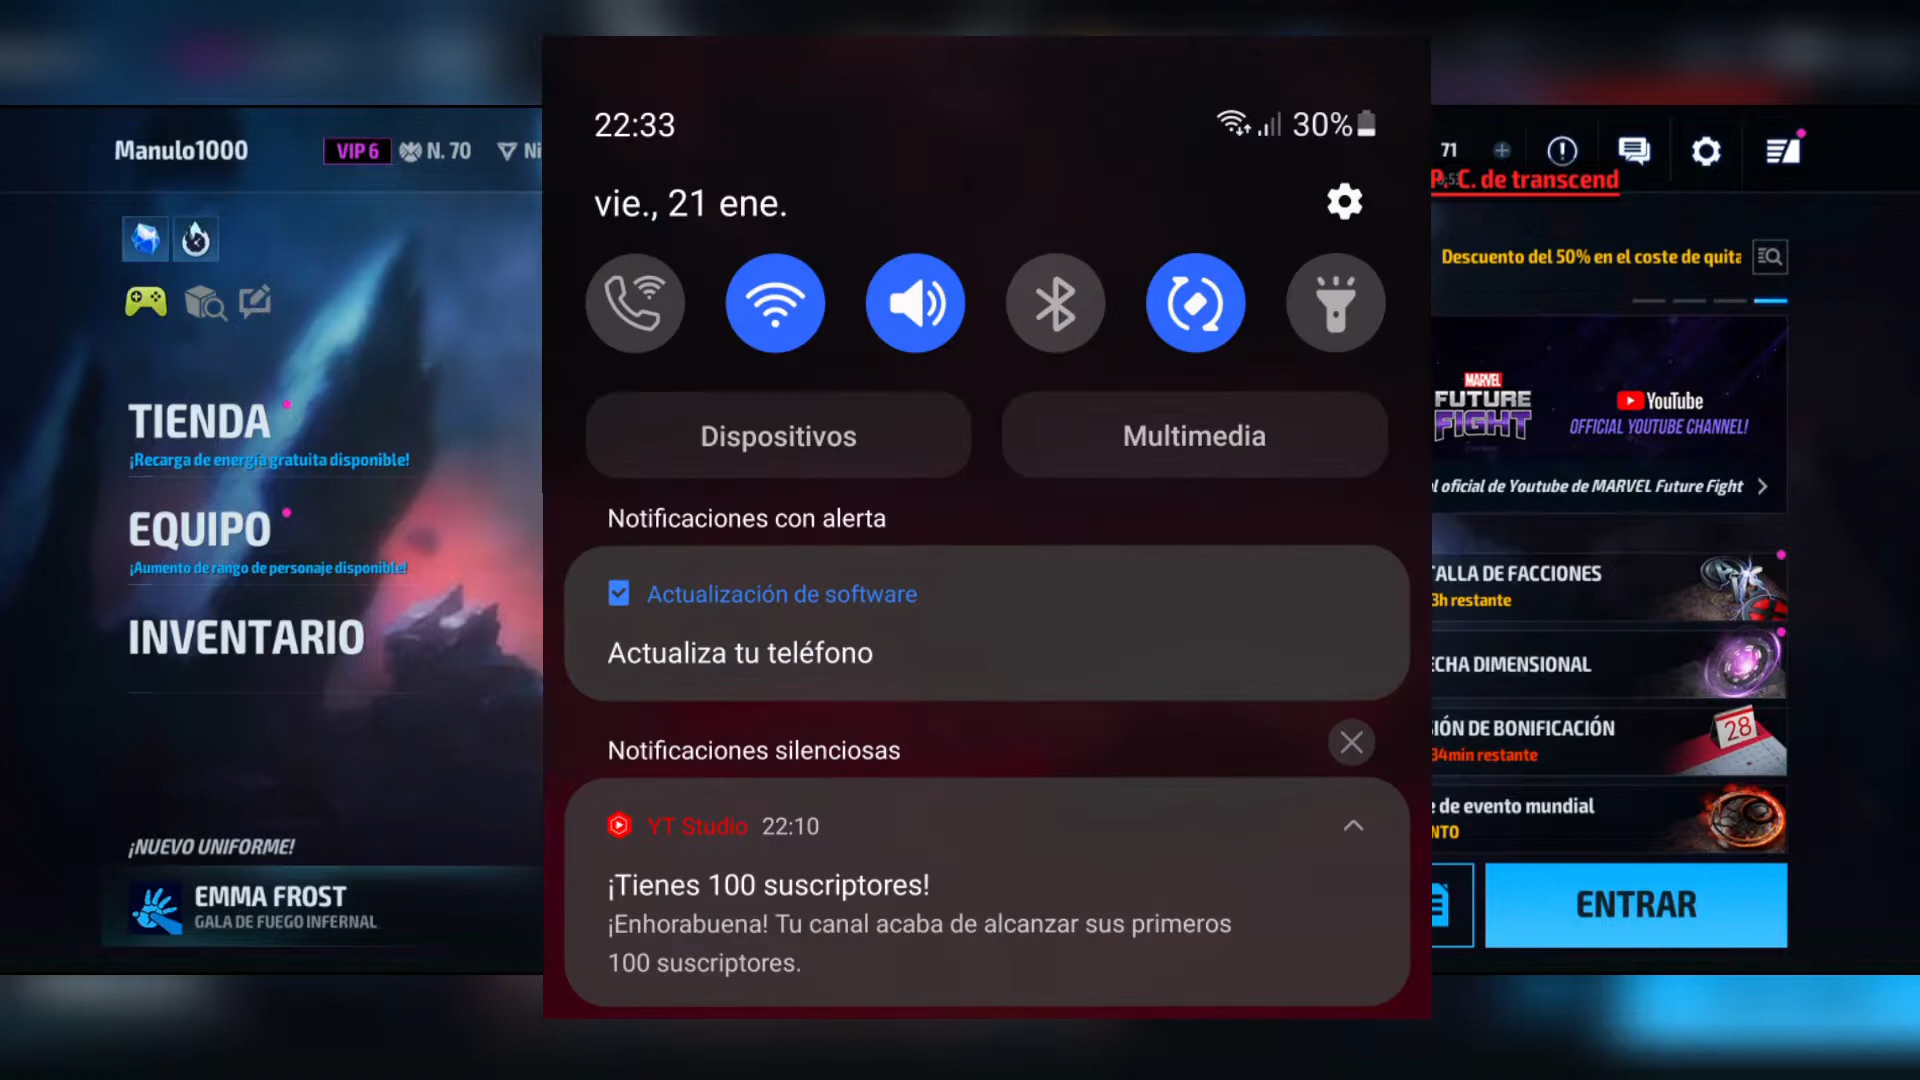 Manulo1000
VIP 6
N. 70
TIENDA
¡Recarga de energía gratuita disponible!
EQUIPO
¡Aumento de rango de personaje disponible!
INVENTARIO
¡NUEVO UNIFORME!
EMMA FROST
GALA DE FUEGO INFERNAL
22:33
30%
vie., 21 ene.
Dispositivos
Multimedia
Notificaciones con alerta
Actualización de software
Actualiza tu teléfono
Notificaciones silenciosas
YT Studio 22:10
¡Tienes 100 suscriptores!
¡Enhorabuena! Tu canal acaba de alcanzar sus primeros
100 suscriptores.
71
P. C. de transcend
Descuento del 50% en el coste de quita
MARVEL
FUTURE
FIGHT
YouTube
OFFICIAL YOUTUBE CHANNEL!
l oficial de Youtube de MARVEL Future Fight
TALLA DE FACCIONES
3h restante
ECHA DIMENSIONAL
SIÓN DE BONIFICACIÓN
28
34min restante
e de evento mundial
NTO
ENTRAR